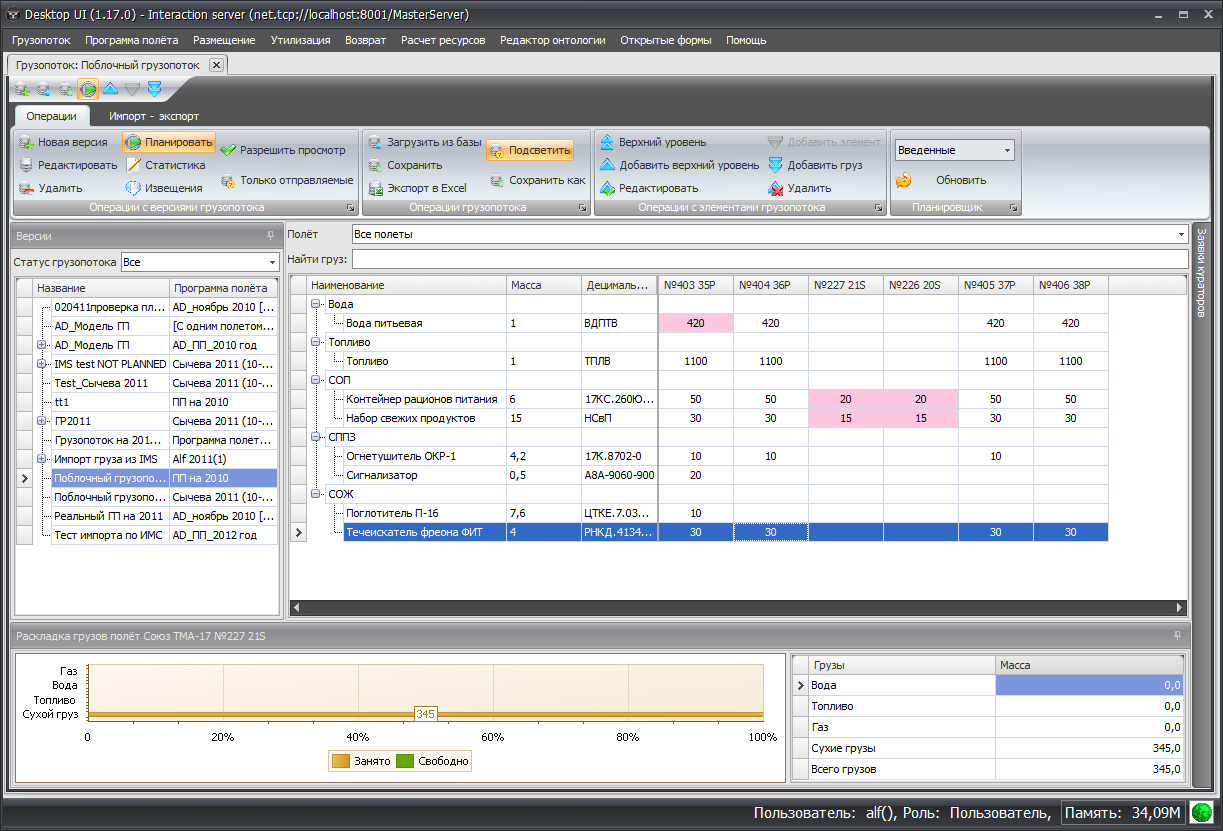 Desktop UI (1.17.0) - Interaction server (net.tcp://localhost:8001/MasterServer)
Грузопоток Программа полёта Размещение Утилизация Возврат Расчет ресурсов Редактор онтологии Открытые формы Помощь
Грузопоток: Поблочный грузопоток
Операции Импорт - экспорт
Новая версия Планировать Разрешить просмотр
Редактировать Статистика
Удалить Извещения Только отправляемые
Операции с версиями грузопотока
Загрузить из базы Подсветить
Сохранить
Экспорт в Excel Сохранить как
Операции грузопотока
Верхний уровень Добавить элемент
Добавить верхний уровень Добавить груз
Редактировать Удалить
Операции с элементами грузопотока
Введенные
Обновить
Планировщик
Версии
Статус грузопотока Все
Название Программа полёта
020411проверка пл... AD_ноябрь 2010 [...
AD_Модель ГП [С одним полетом...
AD_Модель ГП AD_ПП_2010 год
IMS test NOT PLANNED Сычева 2011 (10-...
Test_Сычева 2011 Сычева 2011 (10-...
tt1 ПП на 2010
ГР2011 Сычева 2011 (10-...
Грузопоток на 201... Программа полет...
Импорт груза из IMS Alf 2011(1)
Поблочный грузопо... ПП на 2010
Поблочный грузопо... Сычева 2011 (10-...
Реальный ГП на 2011 AD_ноябрь 2010 [...
Тест импорта по ИМС AD_ПП_2012 год
Полёт Все полеты
Найти груз:
Наименование Масса Децималь... №403 35P №404 36P №227 21S №226 20S №405 37P №406 38P
Вода
Вода питьевая 1 ВДПТВ 420 420 420 420
Топливо
Топливо 1 ТПЛВ 1100 1100 1100 1100
СОП
Контейнер рационов питания 6 17КС.260Ю... 50 50 20 20 50 50
Набор свежих продуктов 15 НСвП 30 30 15 15 30 30
СППЗ
Огнетушитель ОКР-1 4,2 17К.8702-0 10 10 10
Сигнализатор 0,5 А8А-9060-900 20
СОЖ
Поглотитель П-16 7,6 ЦТКЕ.7.03... 10
Течеискатель фреона ФИТ 4 РНКД.4134... 30 30 30 30
Заявки кураторов
Раскладка грузов полёт Союз ТМА-17 №227 21S
Газ
Вода
Топливо
Сухой груз
345
0 20% 40% 60% 80% 100%
Занято Свободно
Грузы Масса
Вода 0,0
Топливо 0,0
Газ 0,0
Сухие грузы 345,0
Всего грузов 345,0
Пользователь: alf(), Роль: Пользователь, Память: 34,09М